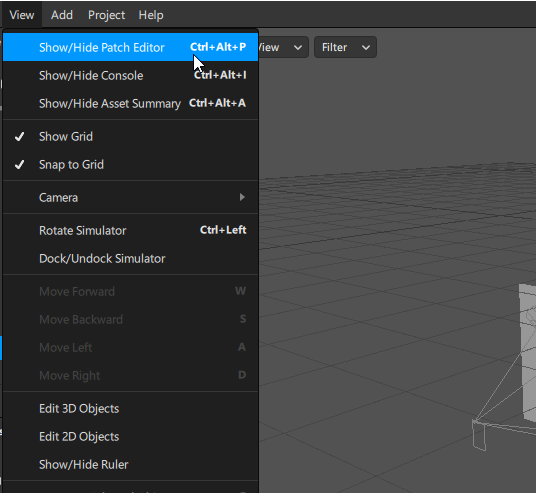 View Add Project Help
View Filter
Show/Hide Patch Editor Ctrl+Alt+P
Show/Hide Console Ctrl+Alt+I
Show/Hide Asset Summary Ctrl+Alt+A
Show Grid
Snap to Grid
Camera
Rotate Simulator Ctrl+Left
Dock/Undock Simulator
Move Forward W
Move Backward S
Move Left A
Move Right D
Edit 3D Objects
Edit 2D Objects
Show/Hide Ruler